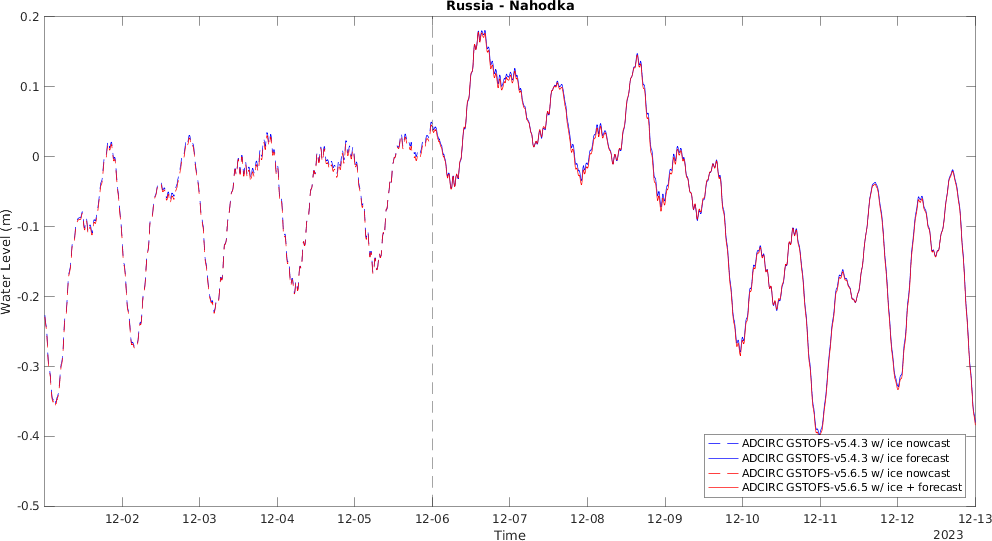 Russia - Nahodka
0.2
0.1
0
-0.1
-0.2
-0.3
-0.4
-0.5
Water Level (m)
ADCIRC GSTOFS-v5.4.3 w/ ice nowcast
ADCIRC GSTOFS-v5.4.3 w/ ice forecast
ADCIRC GSTOFS-v5.6.5 w/ ice nowcast
ADCIRC GSTOFS-v5.6.5 w/ ice + forecast
12-02 12-03 12-04 12-05 12-06 12-07 12-08 12-09 12-10 12-11 12-12 12-13
Time
2023